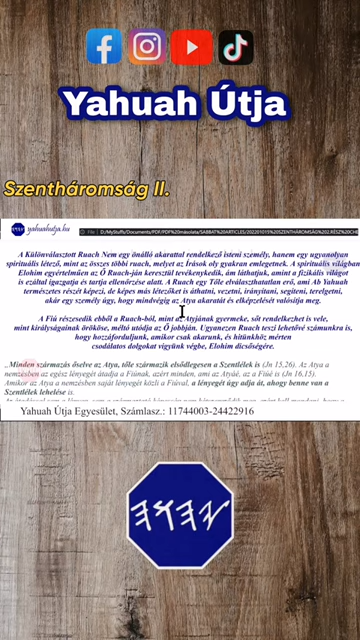 Yahuah Útja
Szentháromság II.
yahuahutja.hu
A Különválasztott Ruach Nem egy önálló akarattal rendelkező isteni személy, hanem egy ugyanolyan
spirituális létező, mint az összes többi ruach, melyet az Írások oly gyakran emlegetnek. A spirituális világban
Elohim egyértelműen az Ő Ruach-ján keresztül tevékenykedik, ám láthatjuk, amint a fizikális világot
is ezáltal igazgatja és tartja ellenőrzése alatt. A Ruach egy Tőle elválaszthatatlan erő, ami Ab Yahuah
természetes részét képezi, de képes más létezőket is áthatni, vezetni, irányítani, segíteni, terelgetni,
akár egy személy úgy, hogy mindvégig az Atya akaratát és elképzelését valósítja meg.
A Fiú részesedik ebből a Ruach-ból, mint az Atyának gyermeke, sőt rendelkezhet is vele,
mint királyságainak örököse, méltó utódja az Ő jobbján. Ugyanezen Ruach teszi lehetővé számunkra is,
hogy hozzáforduljunk, amikor csak akarunk, és hitünkhöz mérten
csodálatos dolgokat vigyünk végbe, Elohim dicsőségére.
„Minden származás őselve az Atya, tőle származik elsődlegesen a Szentlélek is (Jn 15,26). Az Atya a
nemzésben az egész lényegét átadja a Fiúnak, azért minden, ami az Atyáé, az a Fiúé is (Jn 16,15).
Amikor az Atya a nemzésben saját lényegét közli a Fiúval, a lényegét úgy adja át, ahogy benne van a
Szentlélek lehelése is.
Yahuah Útja Egyesület, Számlasz.: 11744003-24422916